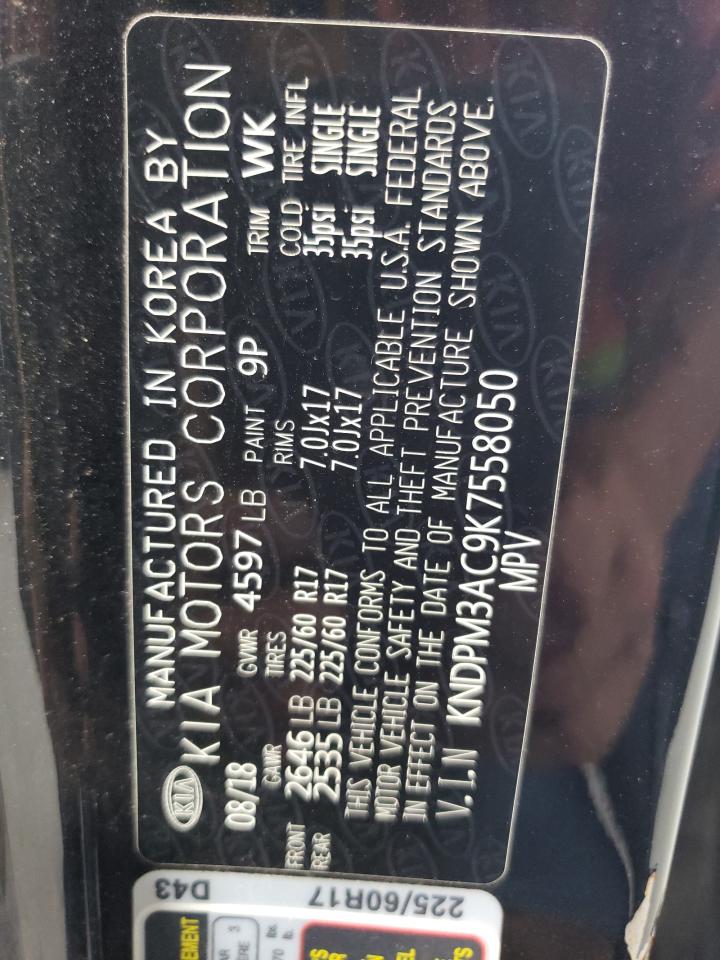 KIA MANUFACTURED IN KOREA BY
KIA MOTORS CORPORATION
08/18 GVWR 4597 LB PAINT 9P TRIM WK
GAWR TIRES RIMS COLD TIRE INFL
FRONT 2646 LB 225/60 R17 7.0Jx17 35psi SINGLE
REAR 2535 LB 225/60 R17 7.0Jx17 35psi SINGLE
THIS VEHICLE CONFORMS TO ALL APPLICABLE U.S.A. FEDERAL
MOTOR VEHICLE SAFETY AND THEFT PREVENTION STANDARDS
IN EFFECT ON THE DATE OF MANUFACTURE SHOWN ABOVE.
V.I.N KNDPM3AC9K7558050
MPV
D43
225/60R17